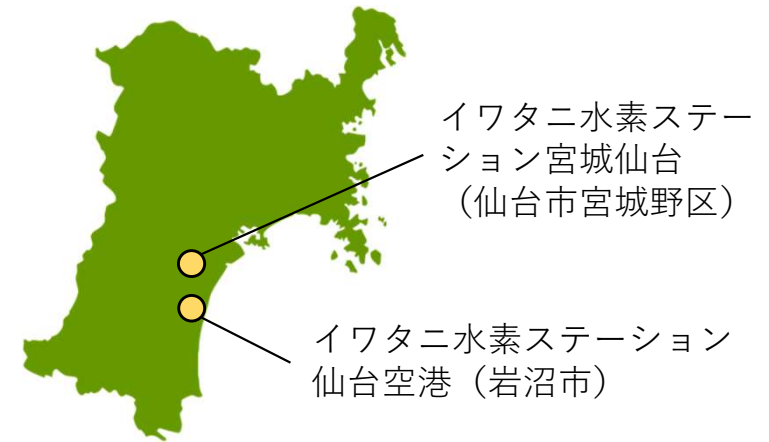 イワタニ水素ステー
ション宮城仙台
（仙台市宮城野区）
イワタニ水素ステーション
仙台空港（岩沼市）